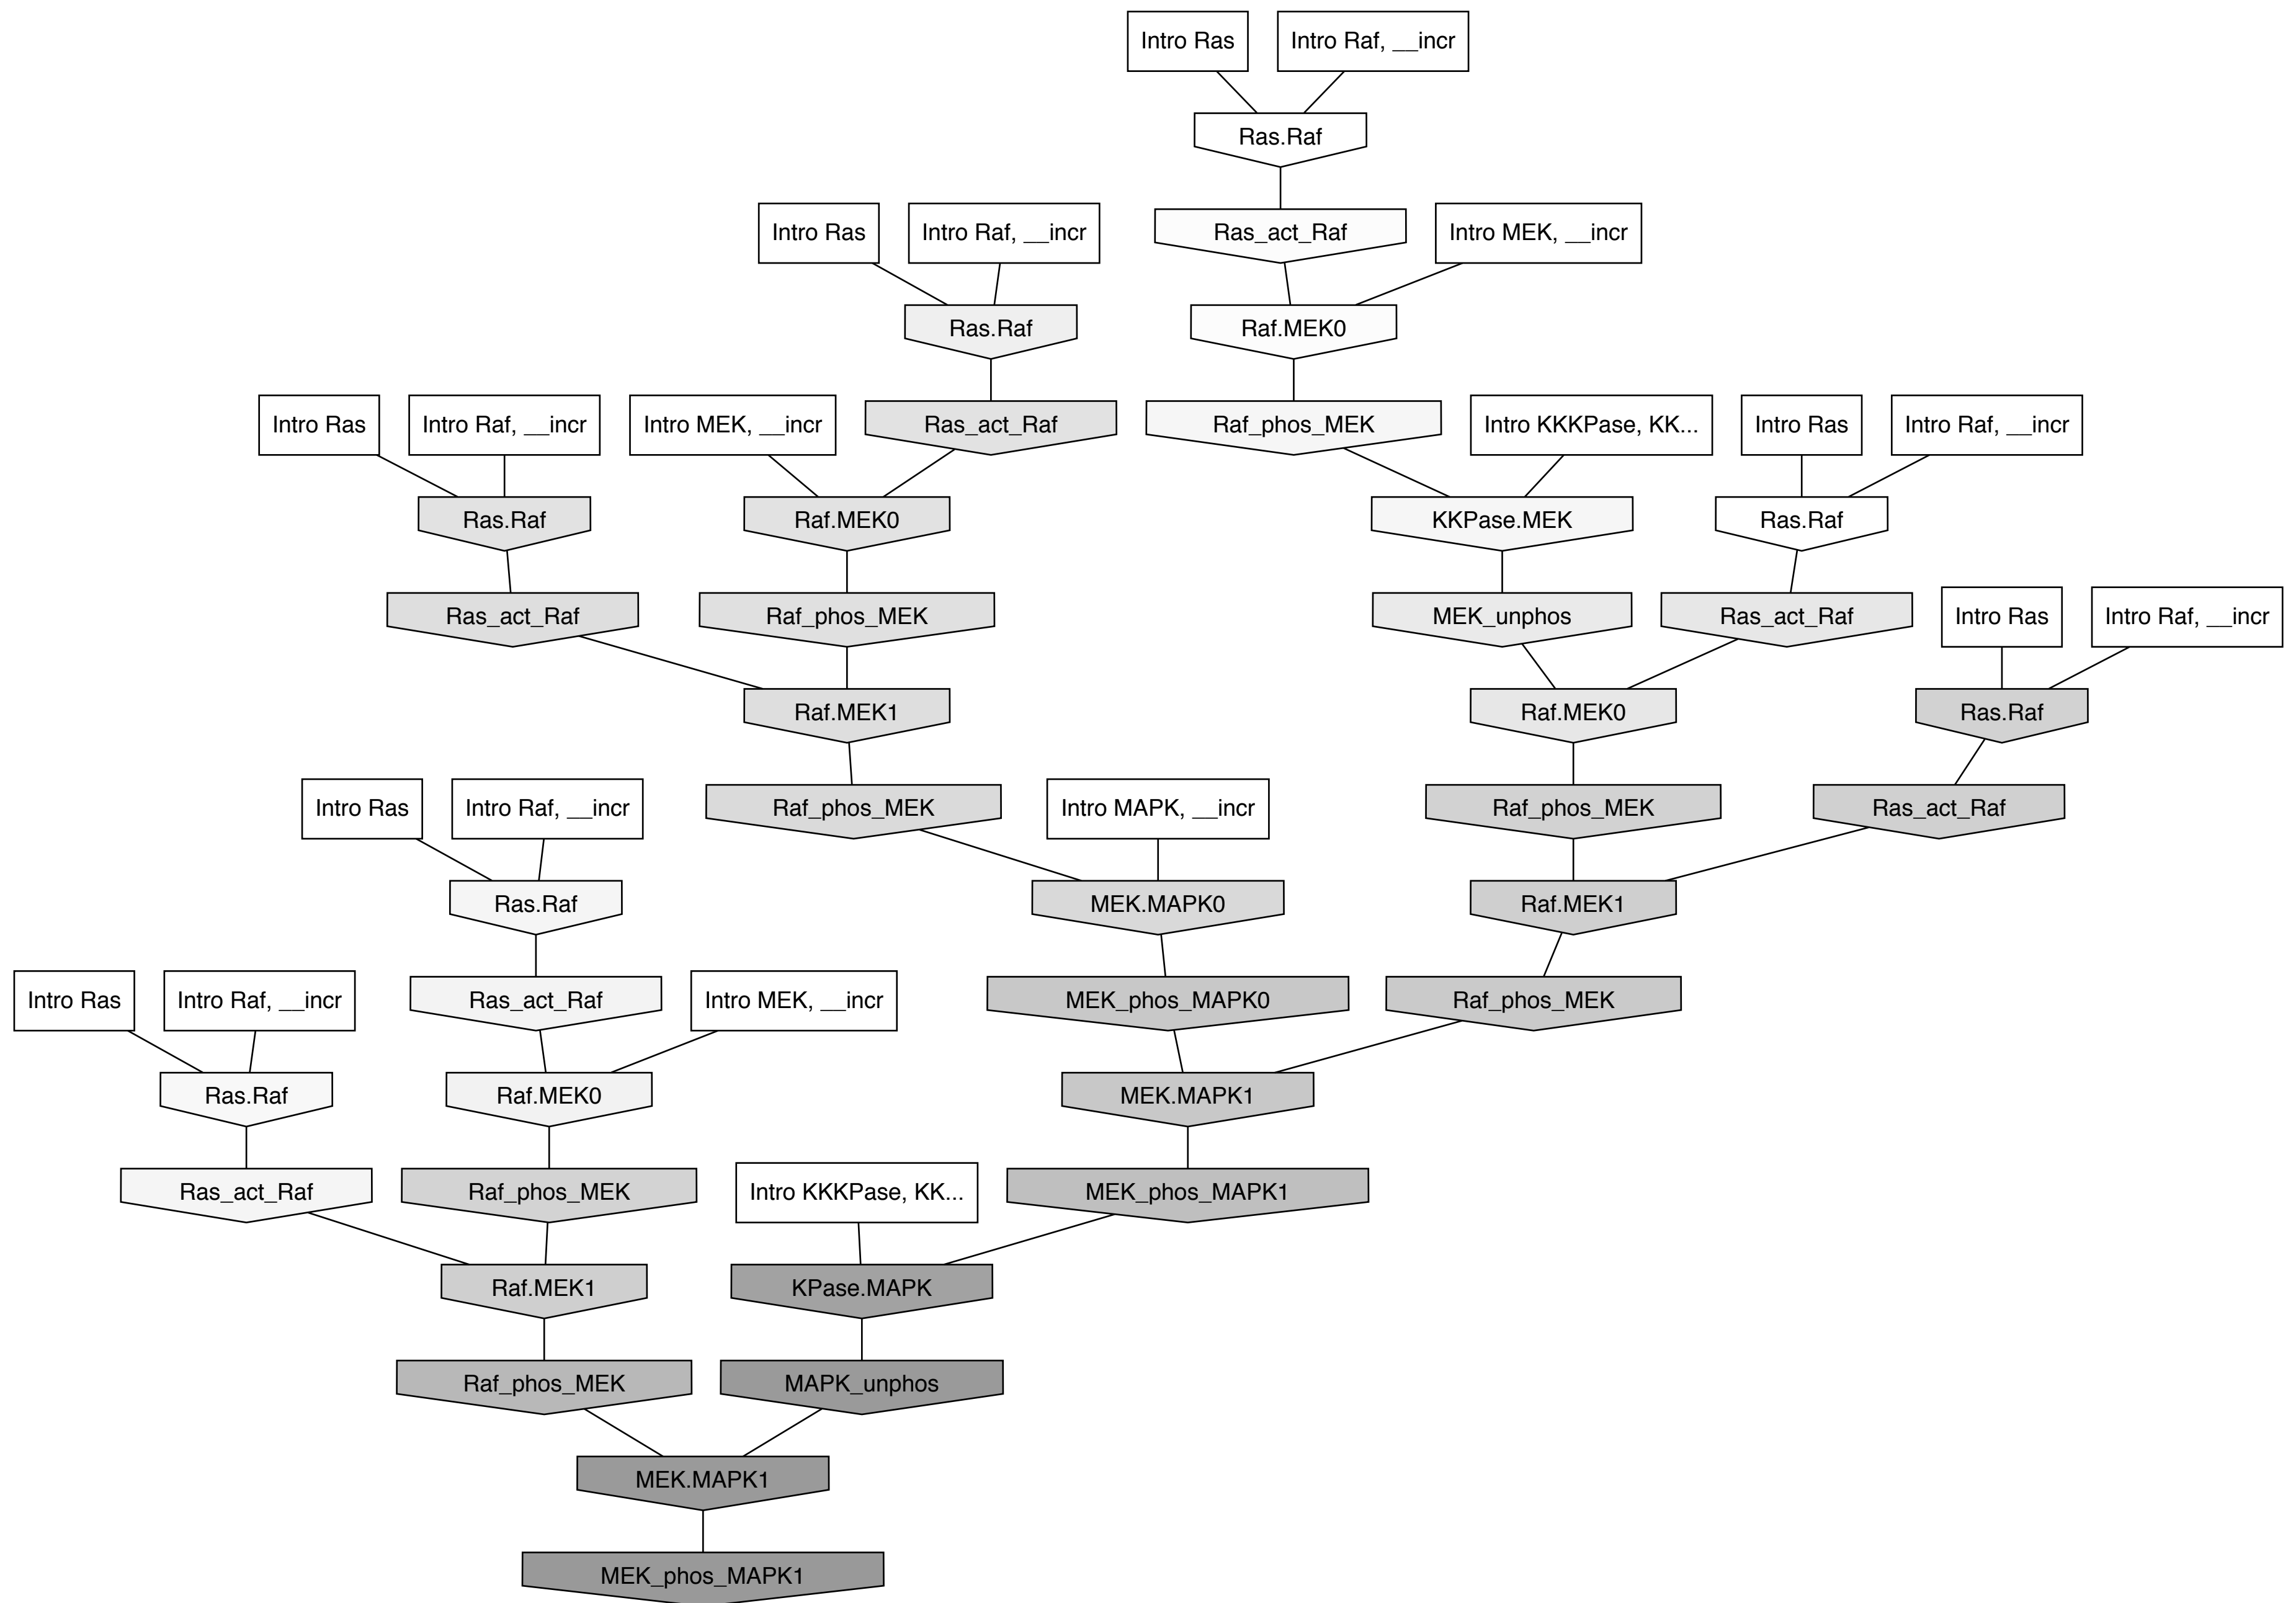 Intro Ras
Intro Raf, __incr
Ras.Raf
Intro Ras
Intro Raf, __incr
Ras_act_Raf
Intro MEK, __incr
Ras.Raf
Raf.MEK0
Intro Ras
Intro Raf, __incr
Intro MEK, __incr
Ras_act_Raf
Raf_phos_MEK
Intro KKKPase, KK...
Intro Ras
Intro Raf, __incr
Ras.Raf
Raf.MEK0
KKPase.MEK
Ras.Raf
Ras_act_Raf
Raf_phos_MEK
MEK_unphos
Ras_act_Raf
Intro Ras
Intro Raf, __incr
Raf.MEK1
Raf.MEK0
Ras.Raf
Intro Ras
Intro Raf, __incr
Raf_phos_MEK
Intro MAPK, __incr
Raf_phos_MEK
Ras_act_Raf
Ras.Raf
MEK.MAPK0
Raf.MEK1
Intro Ras
Intro Raf, __incr
Ras_act_Raf
Intro MEK, __incr
MEK_phos_MAPK0
Raf_phos_MEK
Ras.Raf
Raf.MEK0
MEK.MAPK1
Ras_act_Raf
Raf_phos_MEK
Intro KKKPase, KK...
MEK_phos_MAPK1
Raf.MEK1
KPase.MAPK
Raf_phos_MEK
MAPK_unphos
MEK.MAPK1
MEK_phos_MAPK1